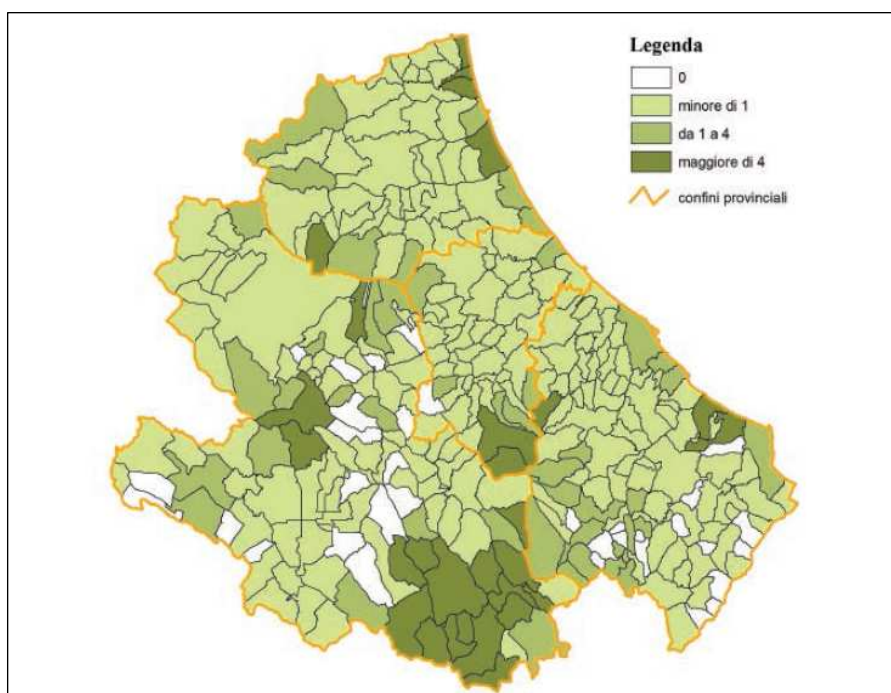 Legenda
0
minore di 1
da 1 a 4
maggiore di 4
confini provinciali